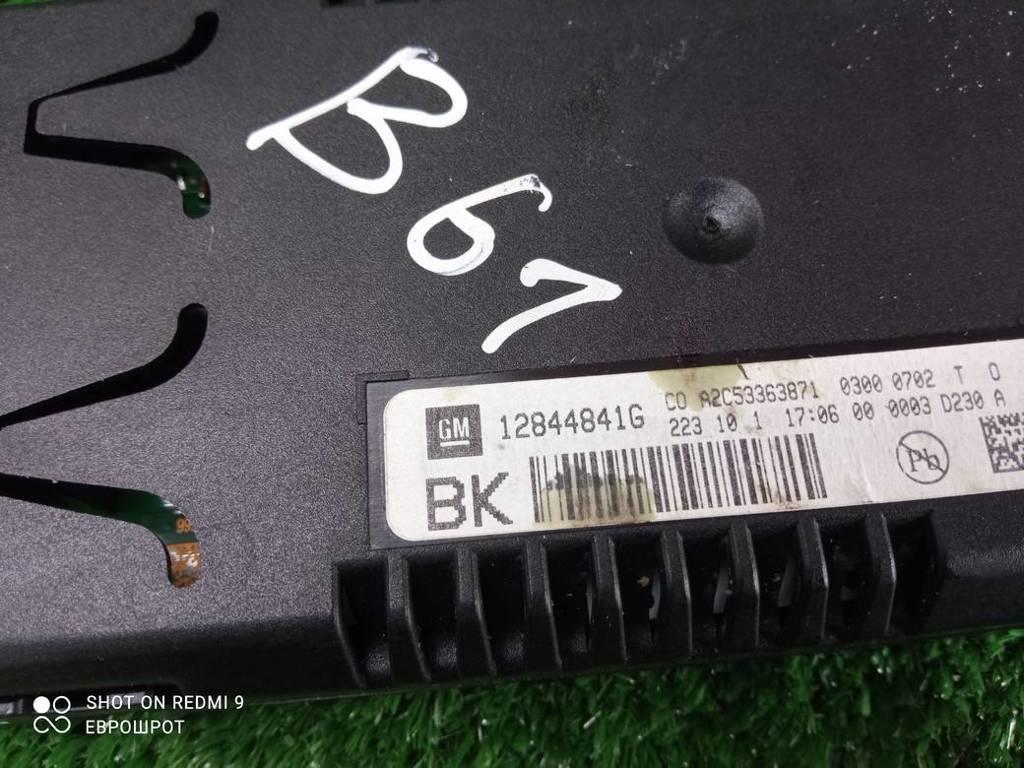 B67
GM 12844841G CO A2C53363871 0300 0702 T 0
223 10 1 17:06 00 0003 D230 A
BK
Pb
SHOT ON REDMI 9
ЕВРОШРОТ